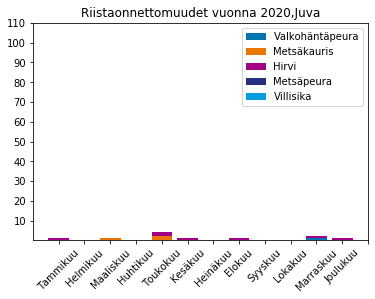 Riistaonnettomuudet vuonna 2020,Juva
110
100
90
80
70
60
50
40
30
20
10
Valkohäntäpeura
Metsäkauris
Hirvi
Metsäpeura
Villisika
Tammikuu
Helmikuu
Maaliskuu
Huhtikuu
Toukokuu
Kesäkuu
Heinäkuu
Elokuu
Syyskuu
Lokakuu
Marraskuu
Joulukuu